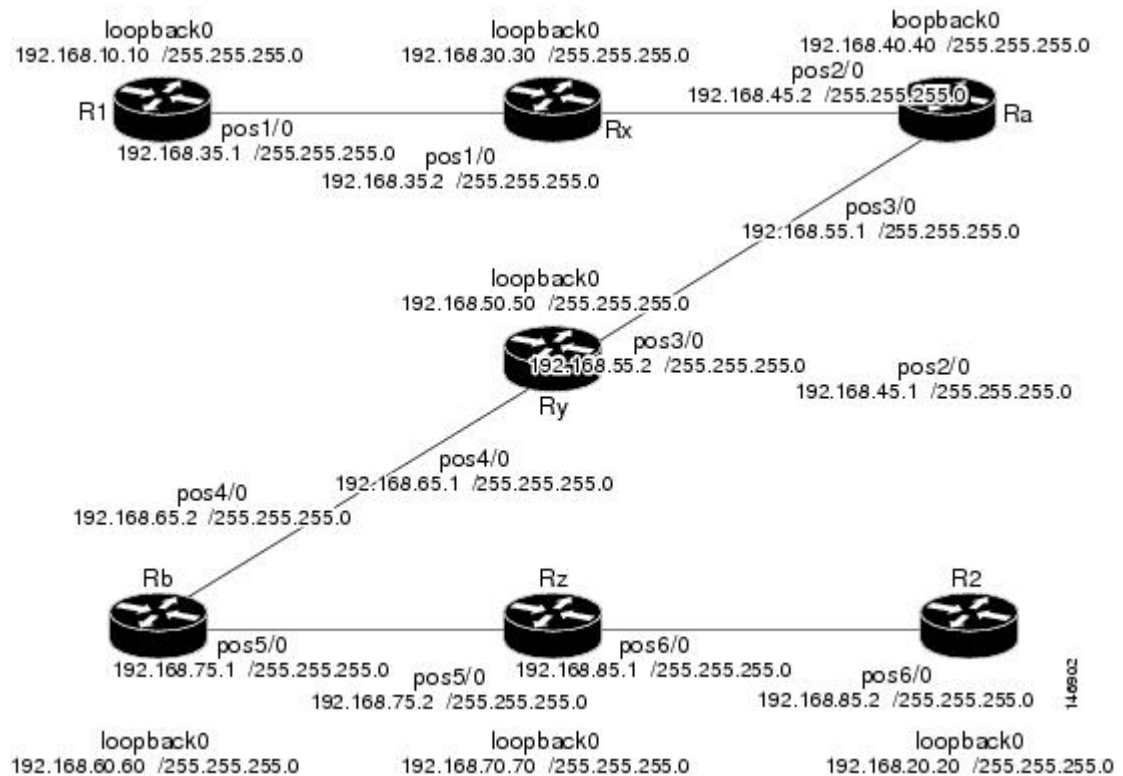 loopback0
192.168.10.10 /255.255.255.0
loopback0
192.168.30.30 /255.255.255.0
loopback0
192.168.40.40 /255.255.255.0
pos2/0
192.168.45.2 /255.255.255.0
R1
Rx
Ra
pos1/0
192.168.35.1 /255.255.255.0
pos1/0
192.168.35.2 /255.255.255.0
pos3/0
192.168.55.1 /255.255.255.0
loopback0
192.168.50.50 /255.255.255.0
pos3/0
192.168.55.2 /255.255.255.0
pos2/0
192.168.45.1 /255.255.255.0
Ry
pos4/0
192.168.65.1 /255.255.255.0
pos4/0
192.168.65.2 /255.255.255.0
Rb
Rz
R2
pos5/0
192.168.75.1 /255.255.255.0
pos5/0
192.168.75.2 /255.255.255.0
pos6/0
192.168.85.1 /255.255.255.0
pos6/0
192.168.85.2 /255.255.255.0
146902
loopback0
192.168.60.60 /255.255.255.0
loopback0
192.168.70.70 /255.255.255.0
loopback0
192.168.20.20 /255.255.255.0